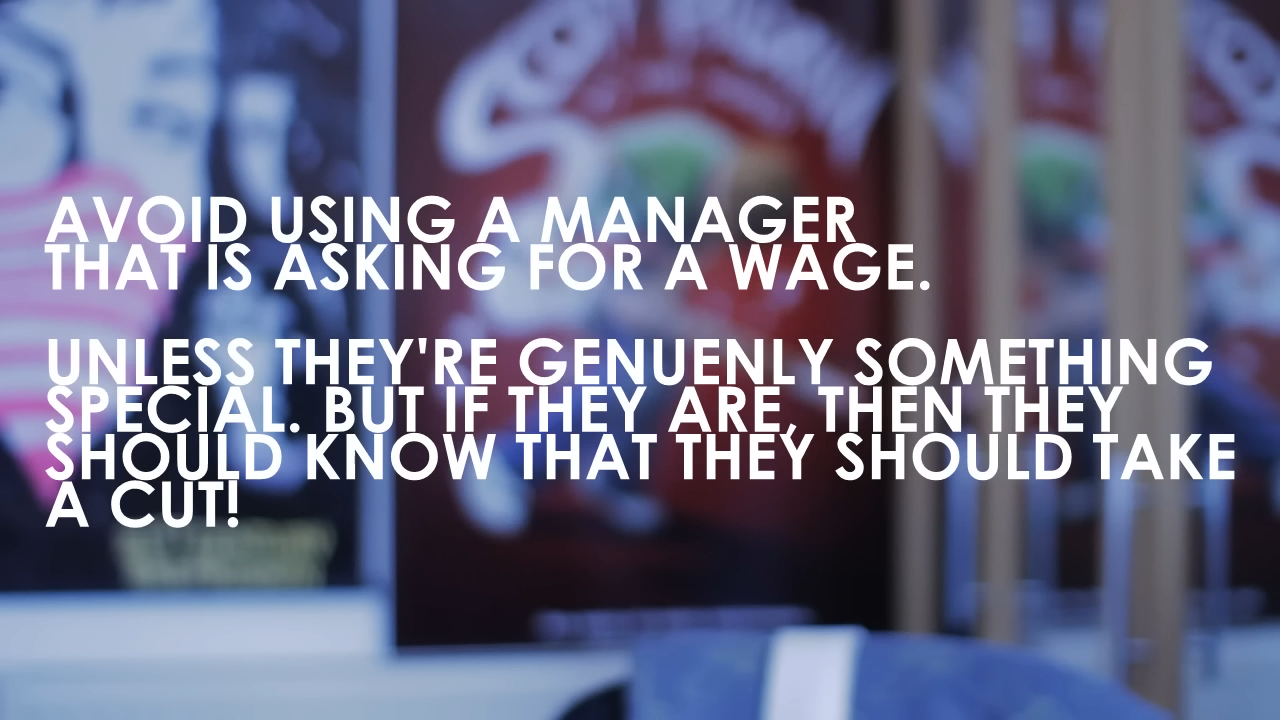 AVOID USING A MANAGER
THAT IS ASKING FOR A WAGE.
UNLESS THEY'RE GENUENLY SOMETHING
SPECIAL. BUT IF THEY ARE, THEN THEY
SHOULD KNOW THAT THEY SHOULD TAKE
A CUT!